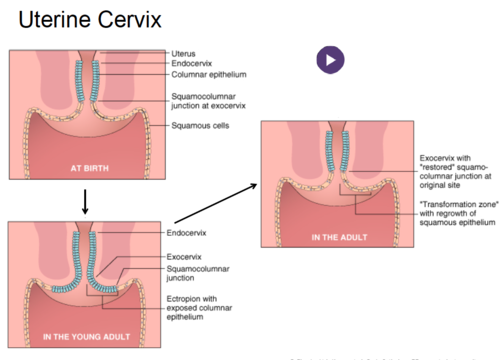 Uterine Cervix
Uterus
Endocervix
Columnar epithelium
Squamocolumnar
junction at exocervix
Squamous cells
AT BIRTH
Endocervix
Exocervix
Squamocolumnar
junction
Ectropion with
exposed columnar
epithelium
IN THE YOUNG ADULT
Exocervix with
"restored" squamo-
columnar junction at
original site
"Transformation zone"
with regrowth of
squamous epithelium
IN THE ADULT